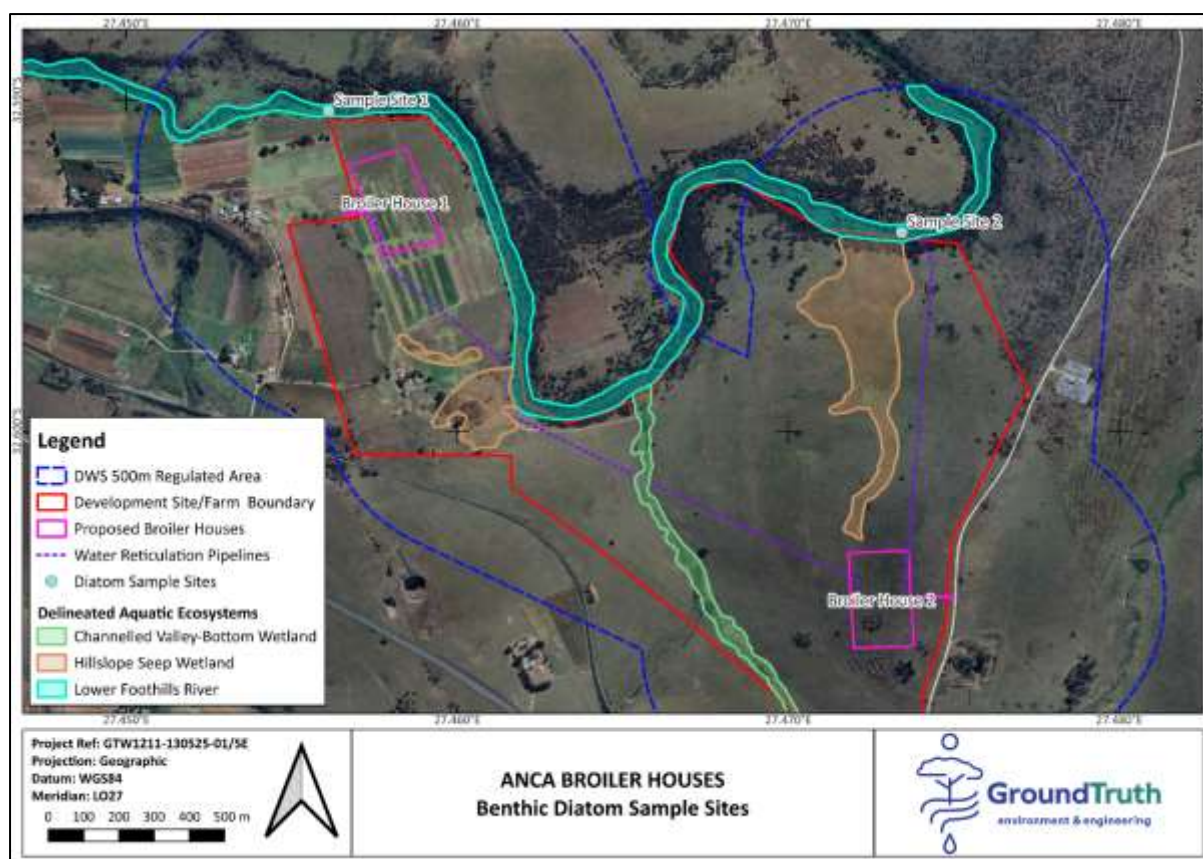 27.450°E 27.460°E 27.470°E 27.480°E
Sample Site 1
Broiler House 1
Sample Site 2
32.600°S
Broiler House 2
Legend
DWS 500m Regulated Area
Development Site/Farm Boundary
Proposed Broiler Houses
Water Reticulation Pipelines
Diatom Sample Sites
Delineated Aquatic Ecosystems
Channelled Valley-Bottom Wetland
Hillslope Seep Wetland
Lower Foothills River
27.450°E 27.460°E 27.470°E 27.480°E
Project Ref: GTW1211-130525-01/SE
Projection: Geographic
Datum: WGS84
Meridian: LO27
0 100 200 300 400 500 m
ANCA BROILER HOUSES
Benthic Diatom Sample Sites
GroundTruth
environment & engineering